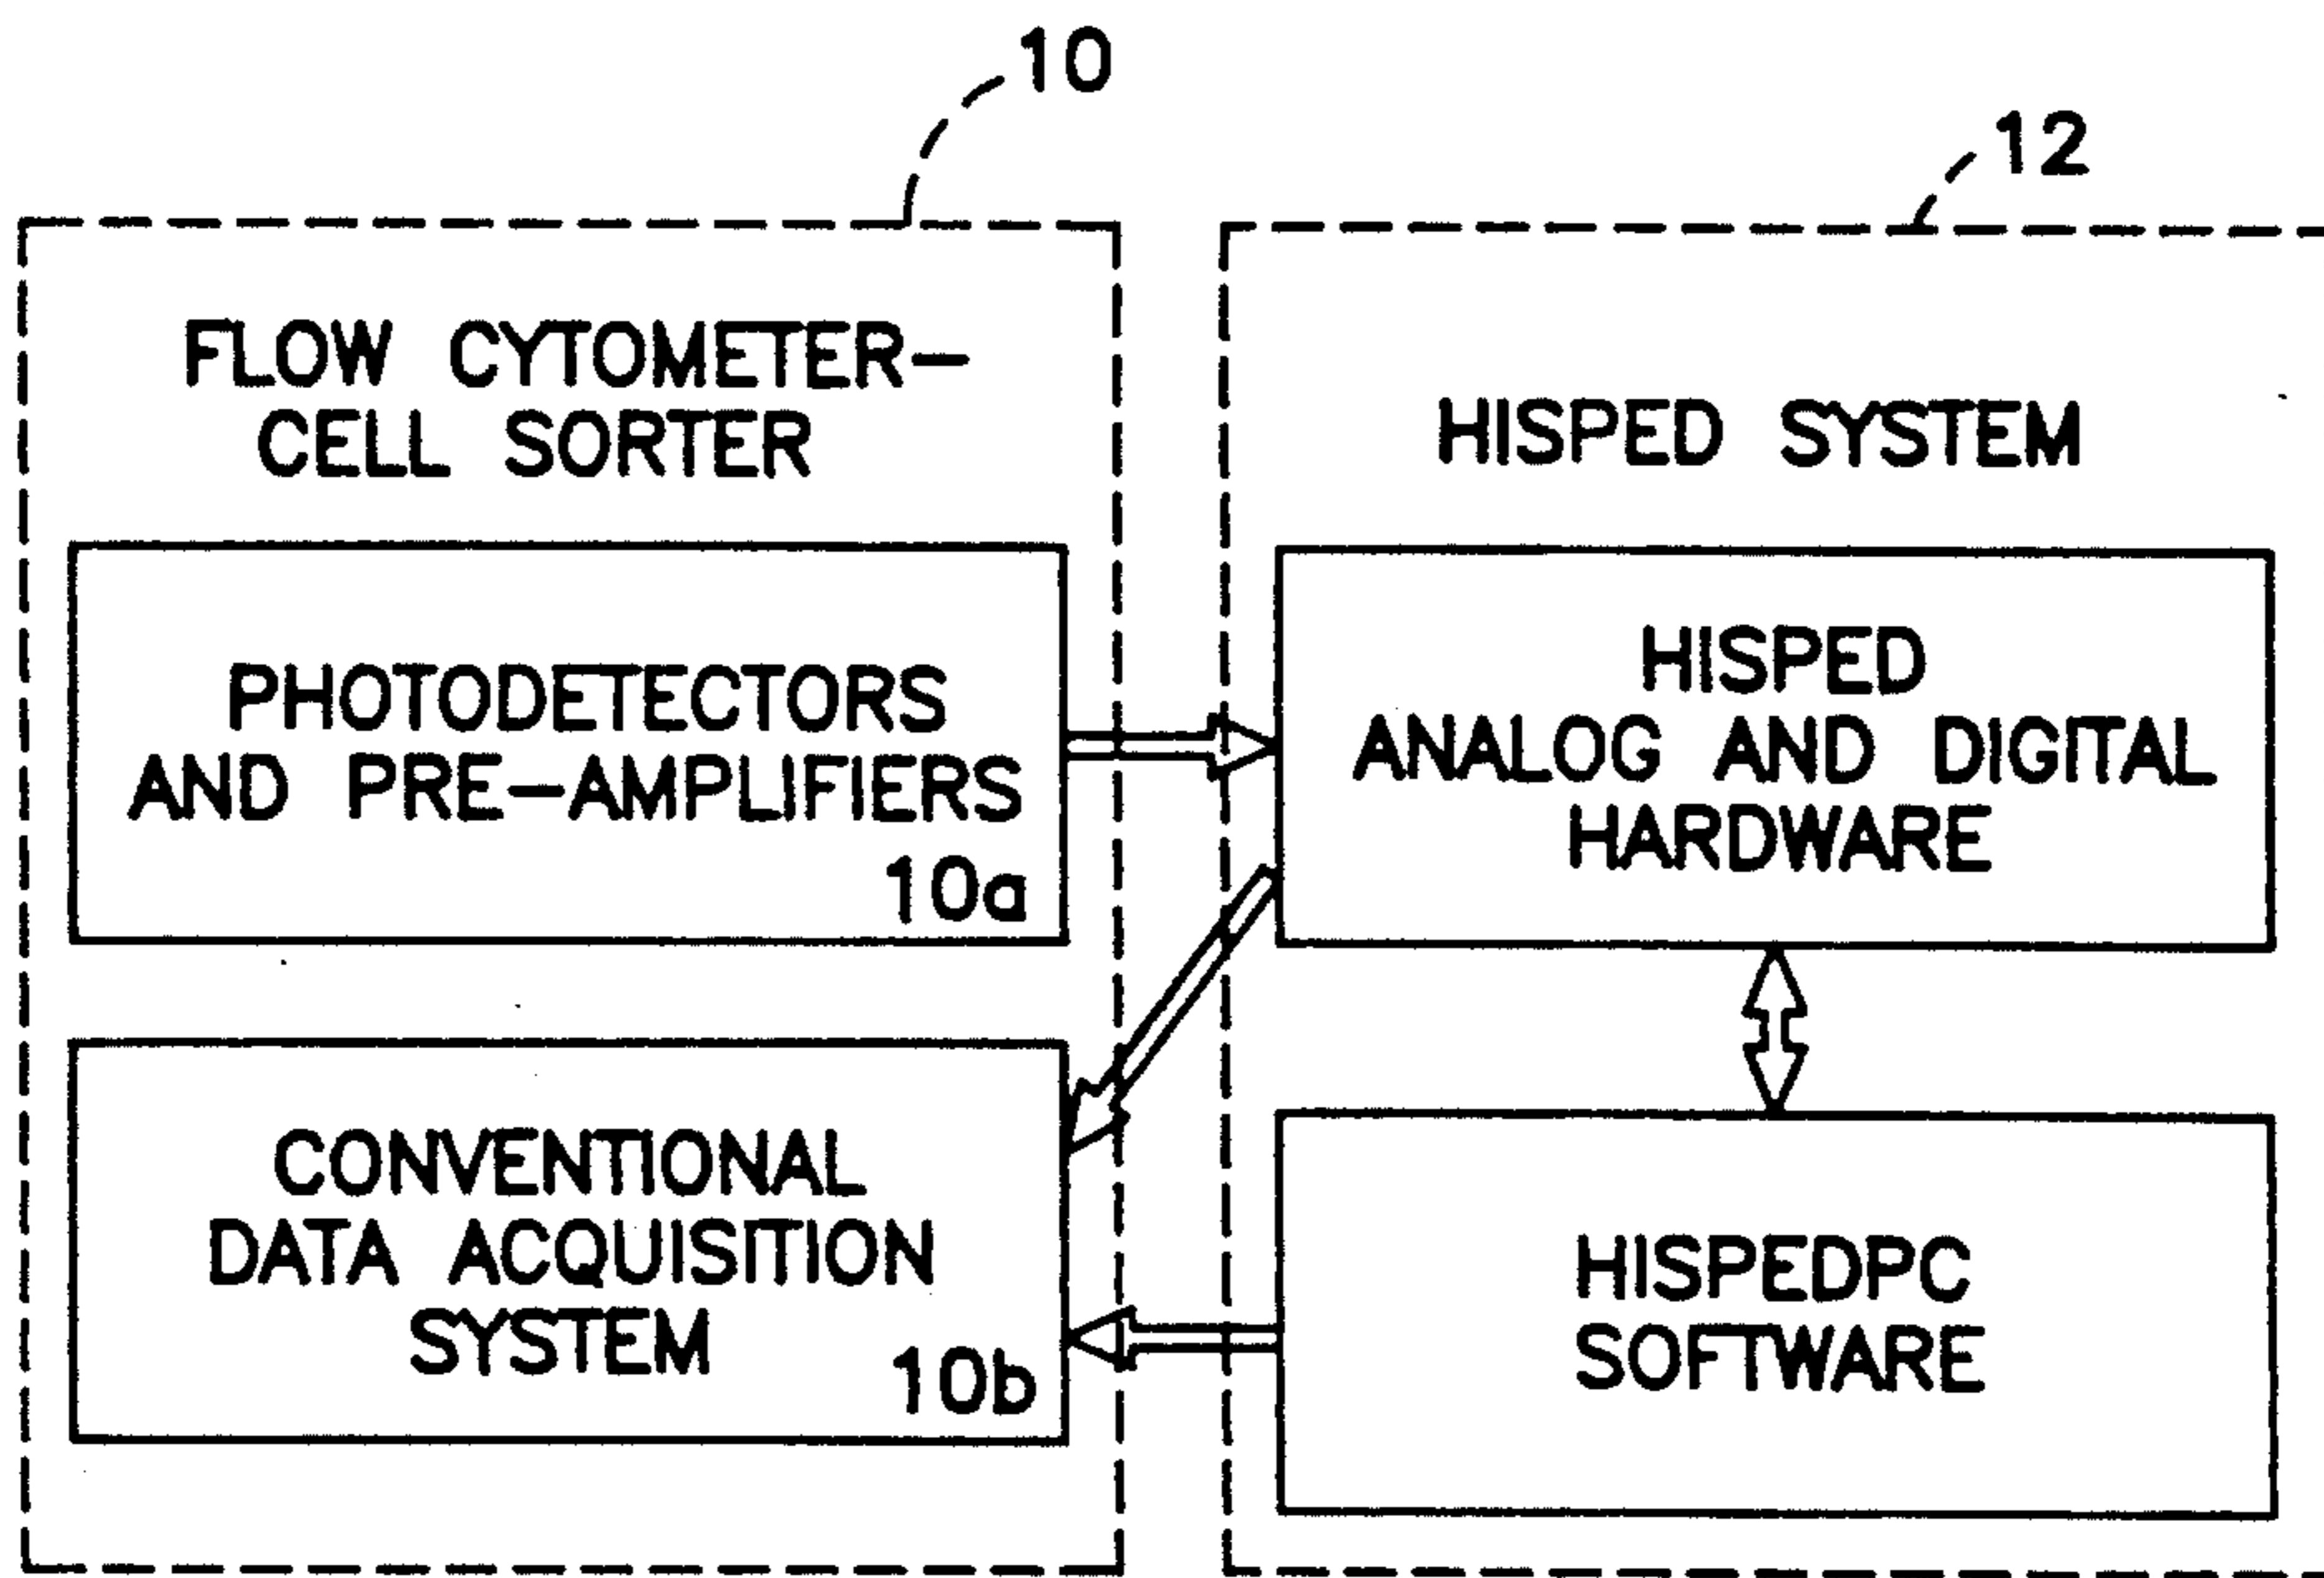 10
12
FLOW CYTOMETER-
CELL SORTER
PHOTODETECTORS
AND PRE-AMPLIFIERS
10a
CONVENTIONAL
DATA ACQUISITION
SYSTEM
10b
HISPED SYSTEM
HISPED
ANALOG AND DIGITAL
HARDWARE
HISPEDPC
SOFTWARE